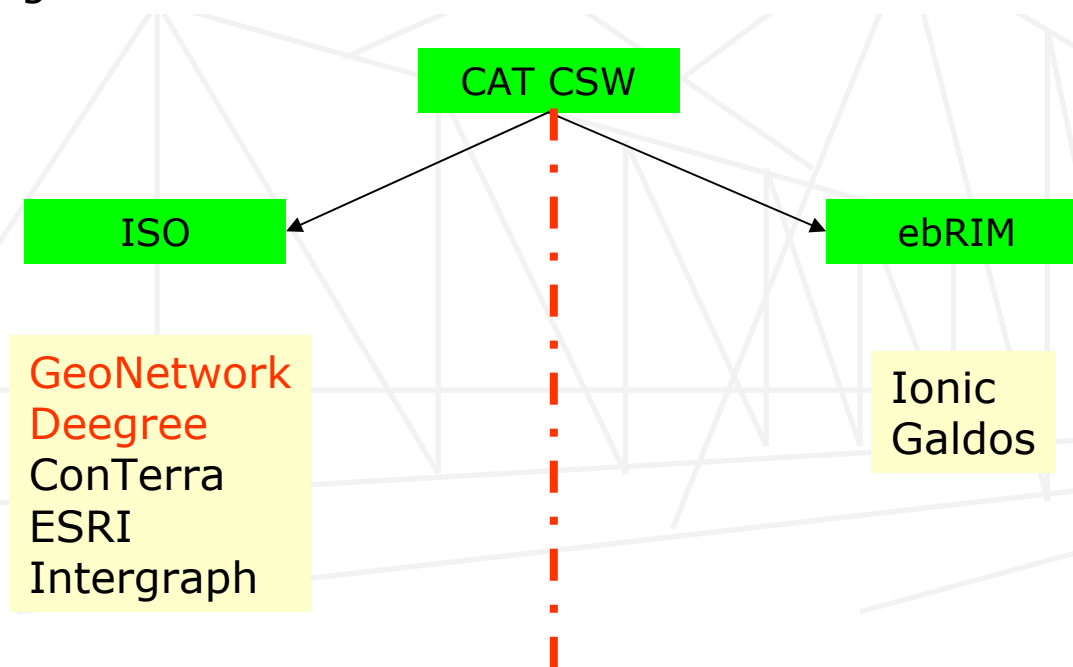 CAT CSW
ISO
ebRIM
GeoNetwork
Deegree
ConTerra
ESRI
Intergraph
Ionic
Galdos